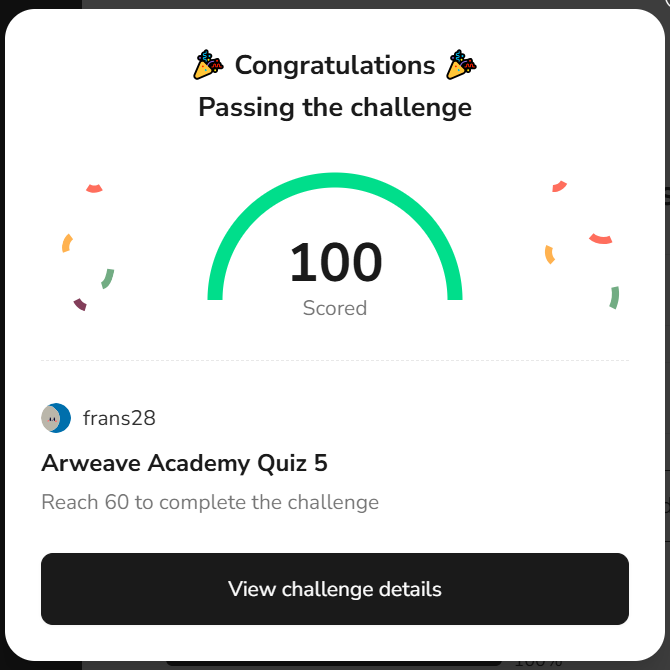 Congratulations
Passing the challenge
100
Scored
frans28
Arweave Academy Quiz 5
Reach 60 to complete the challenge
View challenge details
100%